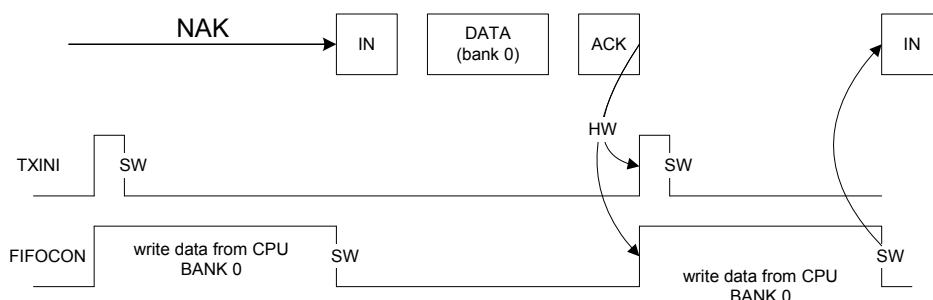 NAK
IN
DATA
(bank 0)
ACK
IN
HW
TXINI
SW
SW
FIFOCON
write data from CPU
BANK 0
SW
write data from CPU
BANK 0
SW